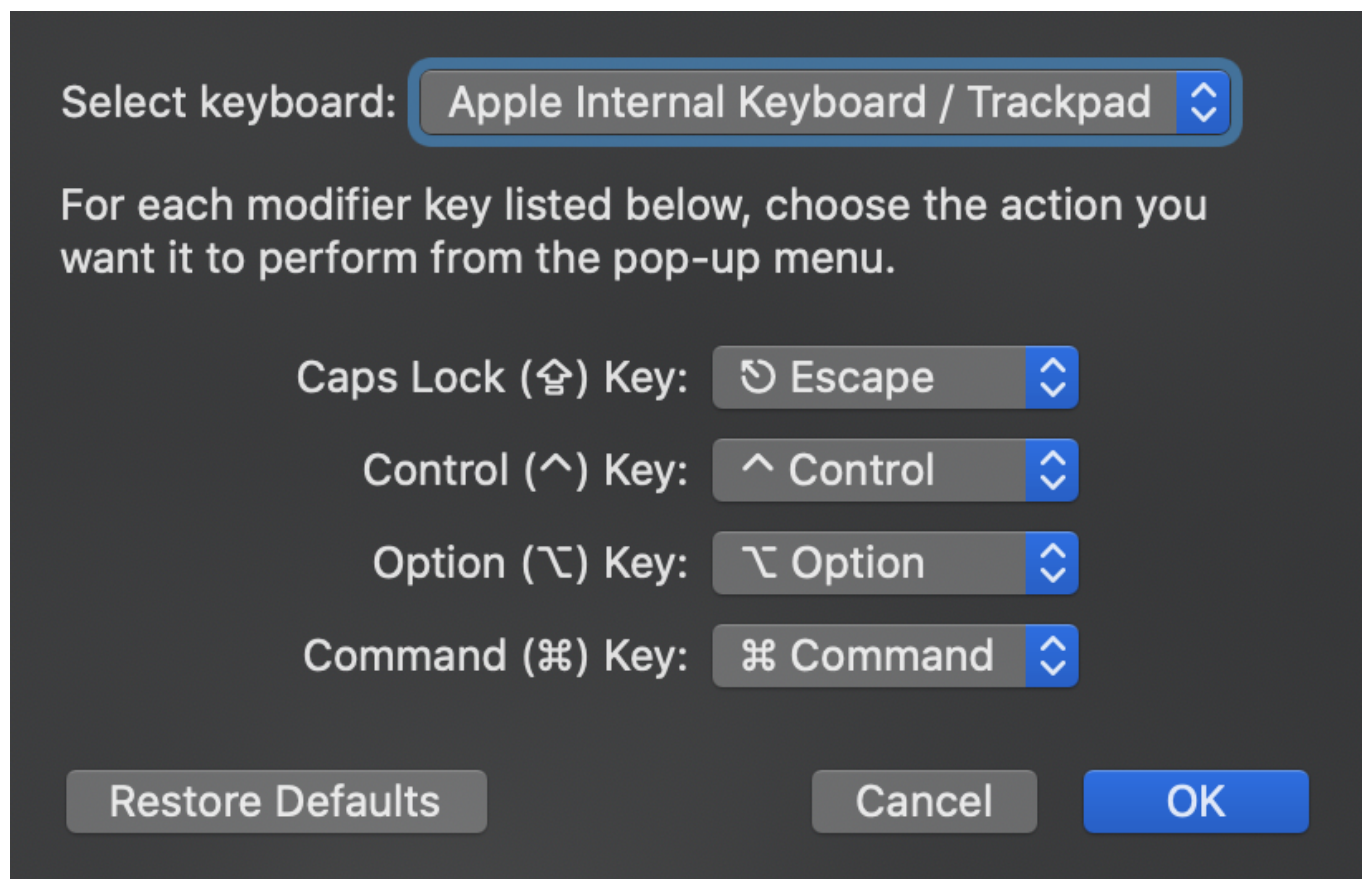 Select keyboard: Apple Internal Keyboard / Trackpad
For each modifier key listed below, choose the action you
want it to perform from the pop-up menu.
Caps Lock (⇪) Key: ⎋ Escape
Control (^) Key: ^ Control
Option (⌥) Key: ⌥ Option
Command (⌘) Key: ⌘ Command
Restore Defaults Cancel OK